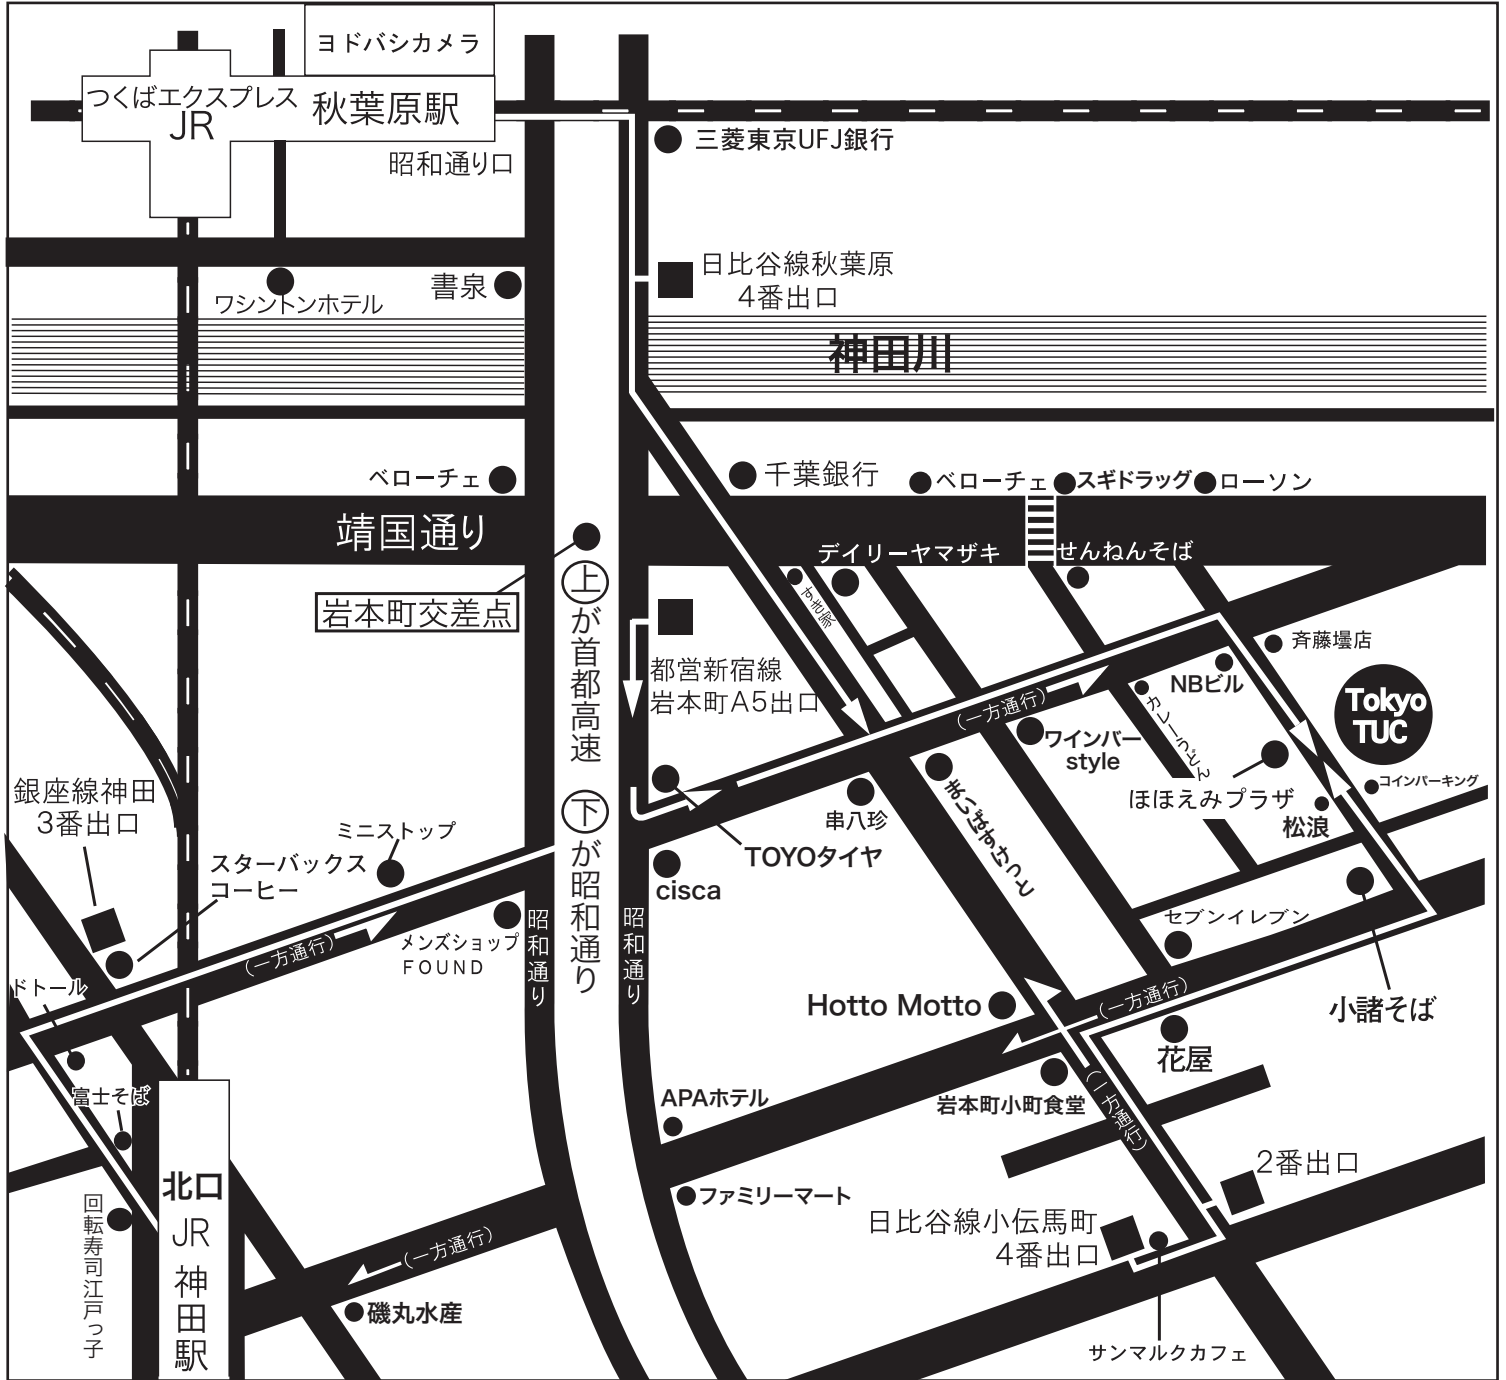 ヨドバシカメラ
つくばエクスプレス
JR
秋葉原駅
昭和通り口
三菱東京UFJ銀行
日比谷線秋葉原
4番出口
書泉
ワシントンホテル
神田川
ベローチェ
千葉銀行
ベローチェ
スギドラッグ
ローソン
靖国通り
デイリーヤマザキ
せんねんそば
すき家
岩本町交差点
上が首都高速
下が昭和通り
都営新宿線
岩本町A5出口
斉藤壜店
NBビル
Tokyo
TUC
(一方通行)
カレーうどん
ワインバー
style
ほほえみプラザ
コインパーキング
松浪
まいばすけっと
串八珍
TOYOタイヤ
cisca
銀座線神田
3番出口
ミニストップ
スターバックス
コーヒー
メンズショップ
FOUND
(一方通行)
昭和通り
昭和通り
セブンイレブン
小諸そば
ドトール
Hotto Motto
(一方通行)
花屋
富士そば
APAホテル
岩本町小町食堂
(一方通行)
北口
JR
神田駅
回転寿司江戸っ子
ファミリーマート
2番出口
日比谷線小伝馬町
4番出口
(一方通行)
磯丸水産
サンマルクカフェ